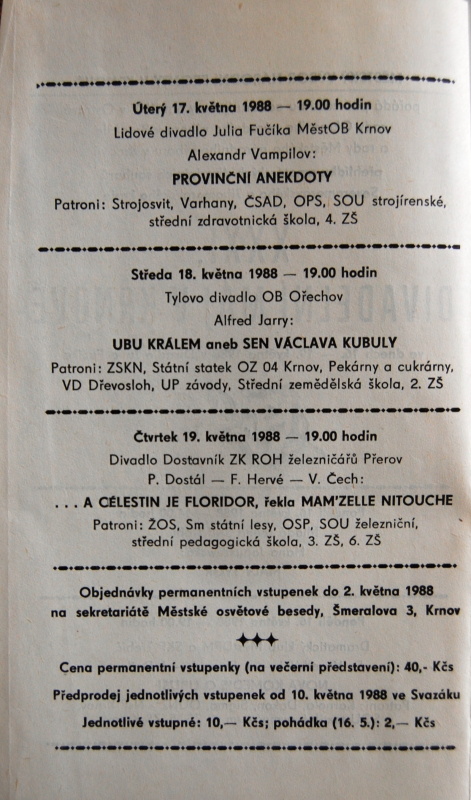 Úterý 17. května 1988 — 19.00 hodin
Lidové divadlo Julia Fučíka MěstOB Krnov
Alexandr Vampilov:
PROVINČNÍ ANEKDOTY
Patroni: Strojosvit, Varhany, ČSAD, OPS, SOU strojírenské,
střední zdravotnická škola, 4. ZŠ
Středa 18. května 1988 — 19.00 hodin
Tylovo divadlo OB Ořechov
Alfred Jarry:
UBU KRÁLEM aneb SEN VÁCLAVA KUBULY
Patroni: ZSKN, Státní statek OZ 04 Krnov, Pekárny a cukrárny,
VD Dřevosloh, UP závody, Střední zemědělská škola, 2. ZŠ
Čtvrtek 19. května 1988 — 19.00 hodin
Divadlo Dostavník ZK ROH železničářů Přerov
P. Dostál — F. Hervé — V. Čech:
. . . A CÉLESTIN JE FLORIDOR, řekla MAM'ZELLE NITOUCHE
Patroni: ŽOS, Sm státní lesy, OSP, SOU železniční,
střední pedagogická škola, 3. ZŠ, 6. ZŠ
Objednávky permanentních vstupenek do 2. května 1988
na sekretariátě Městské osvětové besedy, Šmeralova 3, Krnov
Cena permanentní vstupenky (na večerní představení): 40,- Kčs
Předprodej jednotlivých vstupenek od 10. května 1988 ve Svazáku
Jednotlivé vstupné: 10,— Kčs; pohádka (16. 5.): 2,— Kčs